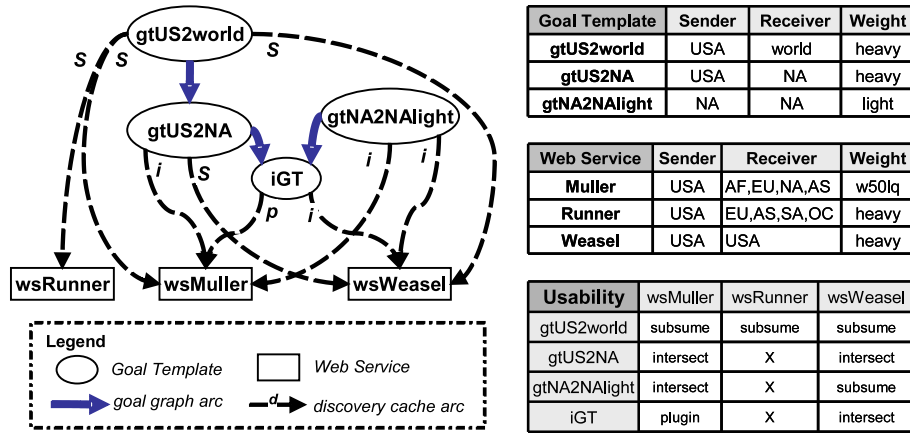 gtUS2world
S
S
S
gtUS2NA
gtNA2NAlight
i
S
i
i
iGT
p
i
wsRunner
wsMuller
wsWeasel
Legend
Goal Template
Web Service
goal graph arc
d
discovery cache arc
Goal Template Sender Receiver Weight
gtUS2world USA world heavy
gtUS2NA USA NA heavy
gtNA2NAlight NA NA light
Web Service Sender Receiver Weight
Muller USA AF,EU,NA,AS w50lq
Runner USA EU,AS,SA,OC heavy
Weasel USA USA heavy
Usability wsMuller wsRunner wsWeasel
gtUS2world subsume subsume subsume
gtUS2NA intersect X intersect
gtNA2NAlight intersect X subsume
iGT plugin X intersect